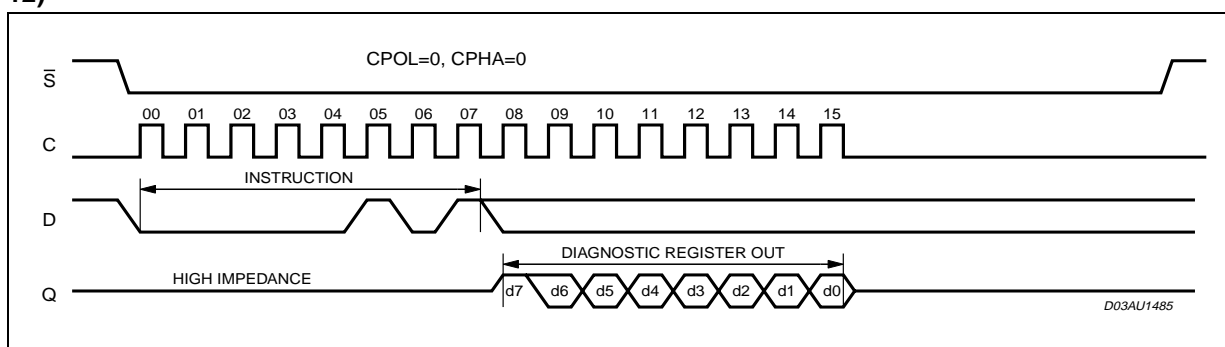 12)
CPOL=0, CPHA=0
S̅
00 01 02 03 04 05 06 07 08 09 10 11 12 13 14 15
C
INSTRUCTION
D
DIAGNOSTIC REGISTER OUT
HIGH IMPEDANCE
Q d7 d6 d5 d4 d3 d2 d1 d0
D03AU1485